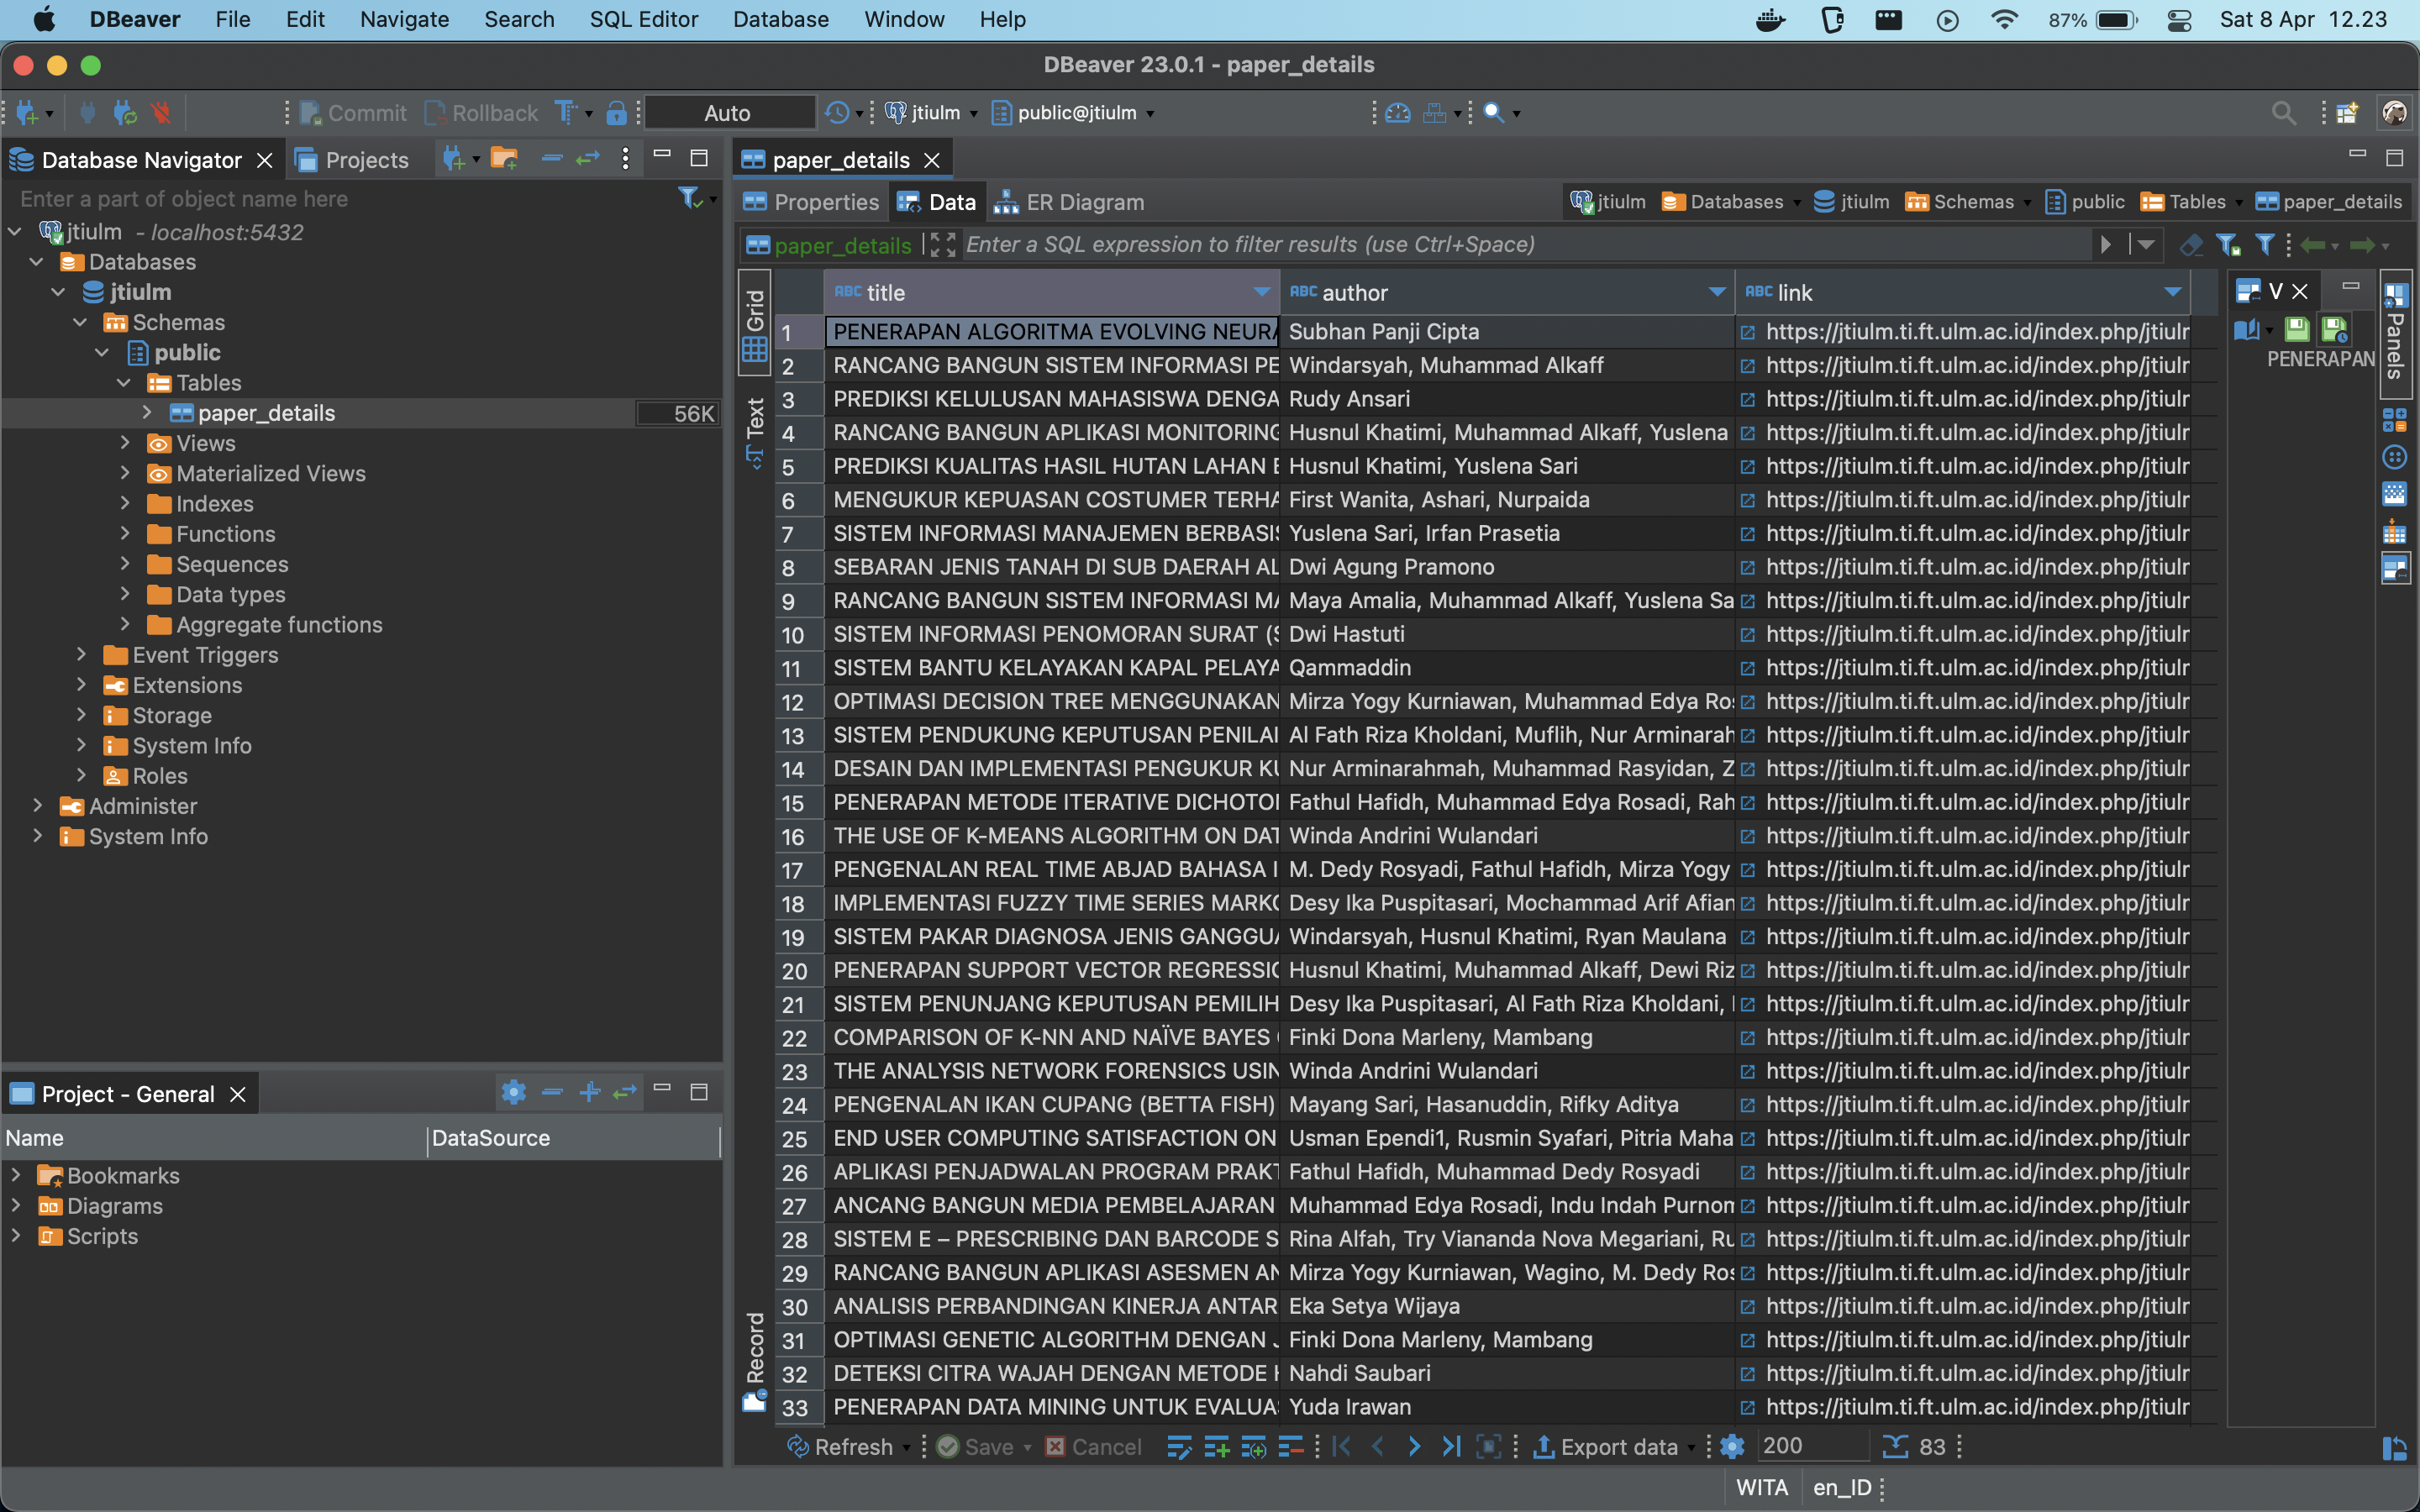 DBeaver File Edit Navigate Search SQL Editor Database Window Help 87% Sat 8 Apr 12.23
DBeaver 23.0.1 - paper_details
Commit Rollback Auto jtiulm public@jtiulm
Database Navigator Projects
Enter a part of object name here
jtiulm - localhost:5432
Databases
jtiulm
Schemas
public
Tables
paper_details 56K
Views
Materialized Views
Indexes
Functions
Sequences
Data types
Aggregate functions
Event Triggers
Extensions
Storage
System Info
Roles
Administer
System Info
Project - General
Name DataSource
Bookmarks
Diagrams
Scripts
paper_details
Properties Data ER Diagram jtiulm Databases jtiulm Schemas public Tables paper_details
paper_details Enter a SQL expression to filter results (use Ctrl+Space)
Grid
Text
Record
ABC title ABC author ABC link
1 PENERAPAN ALGORITMA EVOLVING NEURA Subhan Panji Cipta https://jtiulm.ti.ft.ulm.ac.id/index.php/jtiulr
2 RANCANG BANGUN SISTEM INFORMASI PE Windarsyah, Muhammad Alkaff https://jtiulm.ti.ft.ulm.ac.id/index.php/jtiulr
3 PREDIKSI KELULUSAN MAHASISWA DENGA Rudy Ansari https://jtiulm.ti.ft.ulm.ac.id/index.php/jtiulr
4 RANCANG BANGUN APLIKASI MONITORING Husnul Khatimi, Muhammad Alkaff, Yuslena https://jtiulm.ti.ft.ulm.ac.id/index.php/jtiulr
5 PREDIKSI KUALITAS HASIL HUTAN LAHAN E Husnul Khatimi, Yuslena Sari https://jtiulm.ti.ft.ulm.ac.id/index.php/jtiulr
6 MENGUKUR KEPUASAN COSTUMER TERHA First Wanita, Ashari, Nurpaida https://jtiulm.ti.ft.ulm.ac.id/index.php/jtiulr
7 SISTEM INFORMASI MANAJEMEN BERBASIS Yuslena Sari, Irfan Prasetia https://jtiulm.ti.ft.ulm.ac.id/index.php/jtiulr
8 SEBARAN JENIS TANAH DI SUB DAERAH AL Dwi Agung Pramono https://jtiulm.ti.ft.ulm.ac.id/index.php/jtiulr
9 RANCANG BANGUN SISTEM INFORMASI MA Maya Amalia, Muhammad Alkaff, Yuslena Sa https://jtiulm.ti.ft.ulm.ac.id/index.php/jtiulr
10 SISTEM INFORMASI PENOMORAN SURAT (S Dwi Hastuti https://jtiulm.ti.ft.ulm.ac.id/index.php/jtiulr
11 SISTEM BANTU KELAYAKAN KAPAL PELAYA Qammaddin https://jtiulm.ti.ft.ulm.ac.id/index.php/jtiulr
12 OPTIMASI DECISION TREE MENGGUNAKAN Mirza Yogy Kurniawan, Muhammad Edya Ros https://jtiulm.ti.ft.ulm.ac.id/index.php/jtiulr
13 SISTEM PENDUKUNG KEPUTUSAN PENILAI Al Fath Riza Kholdani, Muflih, Nur Arminarah https://jtiulm.ti.ft.ulm.ac.id/index.php/jtiulr
14 DESAIN DAN IMPLEMENTASI PENGUKUR KU Nur Arminarahmah, Muhammad Rasyidan, Z https://jtiulm.ti.ft.ulm.ac.id/index.php/jtiulr
15 PENERAPAN METODE ITERATIVE DICHOTOM Fathul Hafidh, Muhammad Edya Rosadi, Rah https://jtiulm.ti.ft.ulm.ac.id/index.php/jtiulr
16 THE USE OF K-MEANS ALGORITHM ON DAT Winda Andrini Wulandari https://jtiulm.ti.ft.ulm.ac.id/index.php/jtiulr
17 PENGENALAN REAL TIME ABJAD BAHASA I M. Dedy Rosyadi, Fathul Hafidh, Mirza Yogy https://jtiulm.ti.ft.ulm.ac.id/index.php/jtiulr
18 IMPLEMENTASI FUZZY TIME SERIES MARKO Desy Ika Puspitasari, Mochammad Arif Afian https://jtiulm.ti.ft.ulm.ac.id/index.php/jtiulr
19 SISTEM PAKAR DIAGNOSA JENIS GANGGUA Windarsyah, Husnul Khatimi, Ryan Maulana https://jtiulm.ti.ft.ulm.ac.id/index.php/jtiulr
20 PENERAPAN SUPPORT VECTOR REGRESSIO Husnul Khatimi, Muhammad Alkaff, Dewi Riz https://jtiulm.ti.ft.ulm.ac.id/index.php/jtiulr
21 SISTEM PENUNJANG KEPUTUSAN PEMILIH Desy Ika Puspitasari, Al Fath Riza Kholdani, https://jtiulm.ti.ft.ulm.ac.id/index.php/jtiulr
22 COMPARISON OF K-NN AND NAÏVE BAYES Finki Dona Marleny, Mambang https://jtiulm.ti.ft.ulm.ac.id/index.php/jtiulr
23 THE ANALYSIS NETWORK FORENSICS USIN Winda Andrini Wulandari https://jtiulm.ti.ft.ulm.ac.id/index.php/jtiulr
24 PENGENALAN IKAN CUPANG (BETTA FISH) Mayang Sari, Hasanuddin, Rifky Aditya https://jtiulm.ti.ft.ulm.ac.id/index.php/jtiulr
25 END USER COMPUTING SATISFACTION ON Usman Ependi1, Rusmin Syafari, Pitria Maha https://jtiulm.ti.ft.ulm.ac.id/index.php/jtiulr
26 APLIKASI PENJADWALAN PROGRAM PRAKT Fathul Hafidh, Muhammad Dedy Rosyadi https://jtiulm.ti.ft.ulm.ac.id/index.php/jtiulr
27 ANCANG BANGUN MEDIA PEMBELAJARAN Muhammad Edya Rosadi, Indu Indah Purnom https://jtiulm.ti.ft.ulm.ac.id/index.php/jtiulr
28 SISTEM E – PRESCRIBING DAN BARCODE S Rina Alfah, Try Viananda Nova Megariani, Ru https://jtiulm.ti.ft.ulm.ac.id/index.php/jtiulr
29 RANCANG BANGUN APLIKASI ASESMEN AN Mirza Yogy Kurniawan, Wagino, M. Dedy Ros https://jtiulm.ti.ft.ulm.ac.id/index.php/jtiulr
30 ANALISIS PERBANDINGAN KINERJA ANTAR Eka Setya Wijaya https://jtiulm.ti.ft.ulm.ac.id/index.php/jtiulr
31 OPTIMASI GENETIC ALGORITHM DENGAN J Finki Dona Marleny, Mambang https://jtiulm.ti.ft.ulm.ac.id/index.php/jtiulr
32 DETEKSI CITRA WAJAH DENGAN METODE Nahdi Saubari https://jtiulm.ti.ft.ulm.ac.id/index.php/jtiulr
33 PENERAPAN DATA MINING UNTUK EVALUAS Yuda Irawan https://jtiulm.ti.ft.ulm.ac.id/index.php/jtiulr
V
PENERAPAN
Panels
Refresh Save Cancel Export data 200 83
WITA en_ID